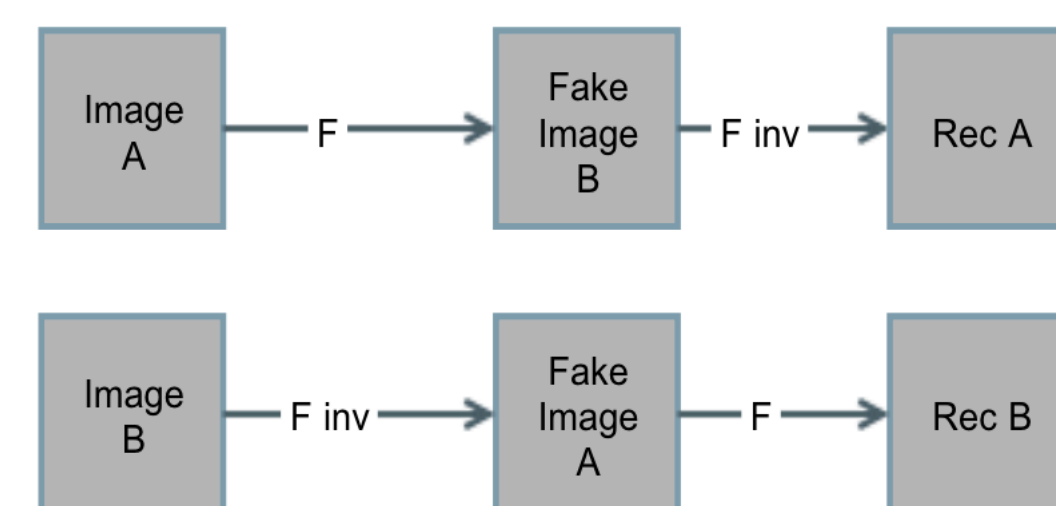 Image
A
F
Fake
Image
B
F inv
Rec A
Image
B
F inv
Fake
Image
A
F
Rec B